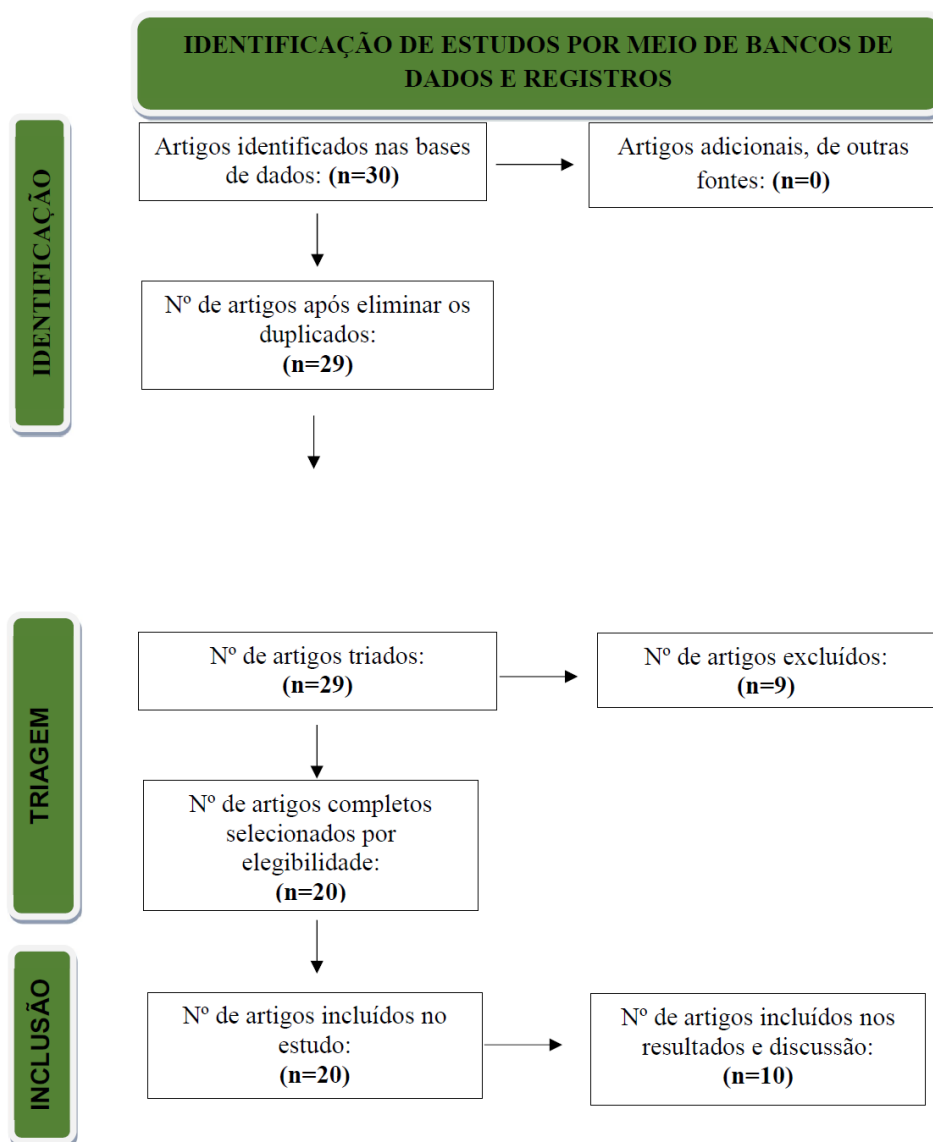 IDENTIFICAÇÃO DE ESTUDOS POR MEIO DE BANCOS DE
DADOS E REGISTROS
IDENTIFICAÇÃO
Artigos identificados nas bases
de dados: (n=30)
Artigos adicionais, de outras
fontes: (n=0)
Nº de artigos após eliminar os
duplicados:
(n=29)
TRIAGEM
Nº de artigos triados:
(n=29)
Nº de artigos excluídos:
(n=9)
Nº de artigos completos
selecionados por
elegibilidade:
(n=20)
INCLUSÃO
Nº de artigos incluídos no
estudo:
(n=20)
Nº de artigos incluídos nos
resultados e discussão:
(n=10)